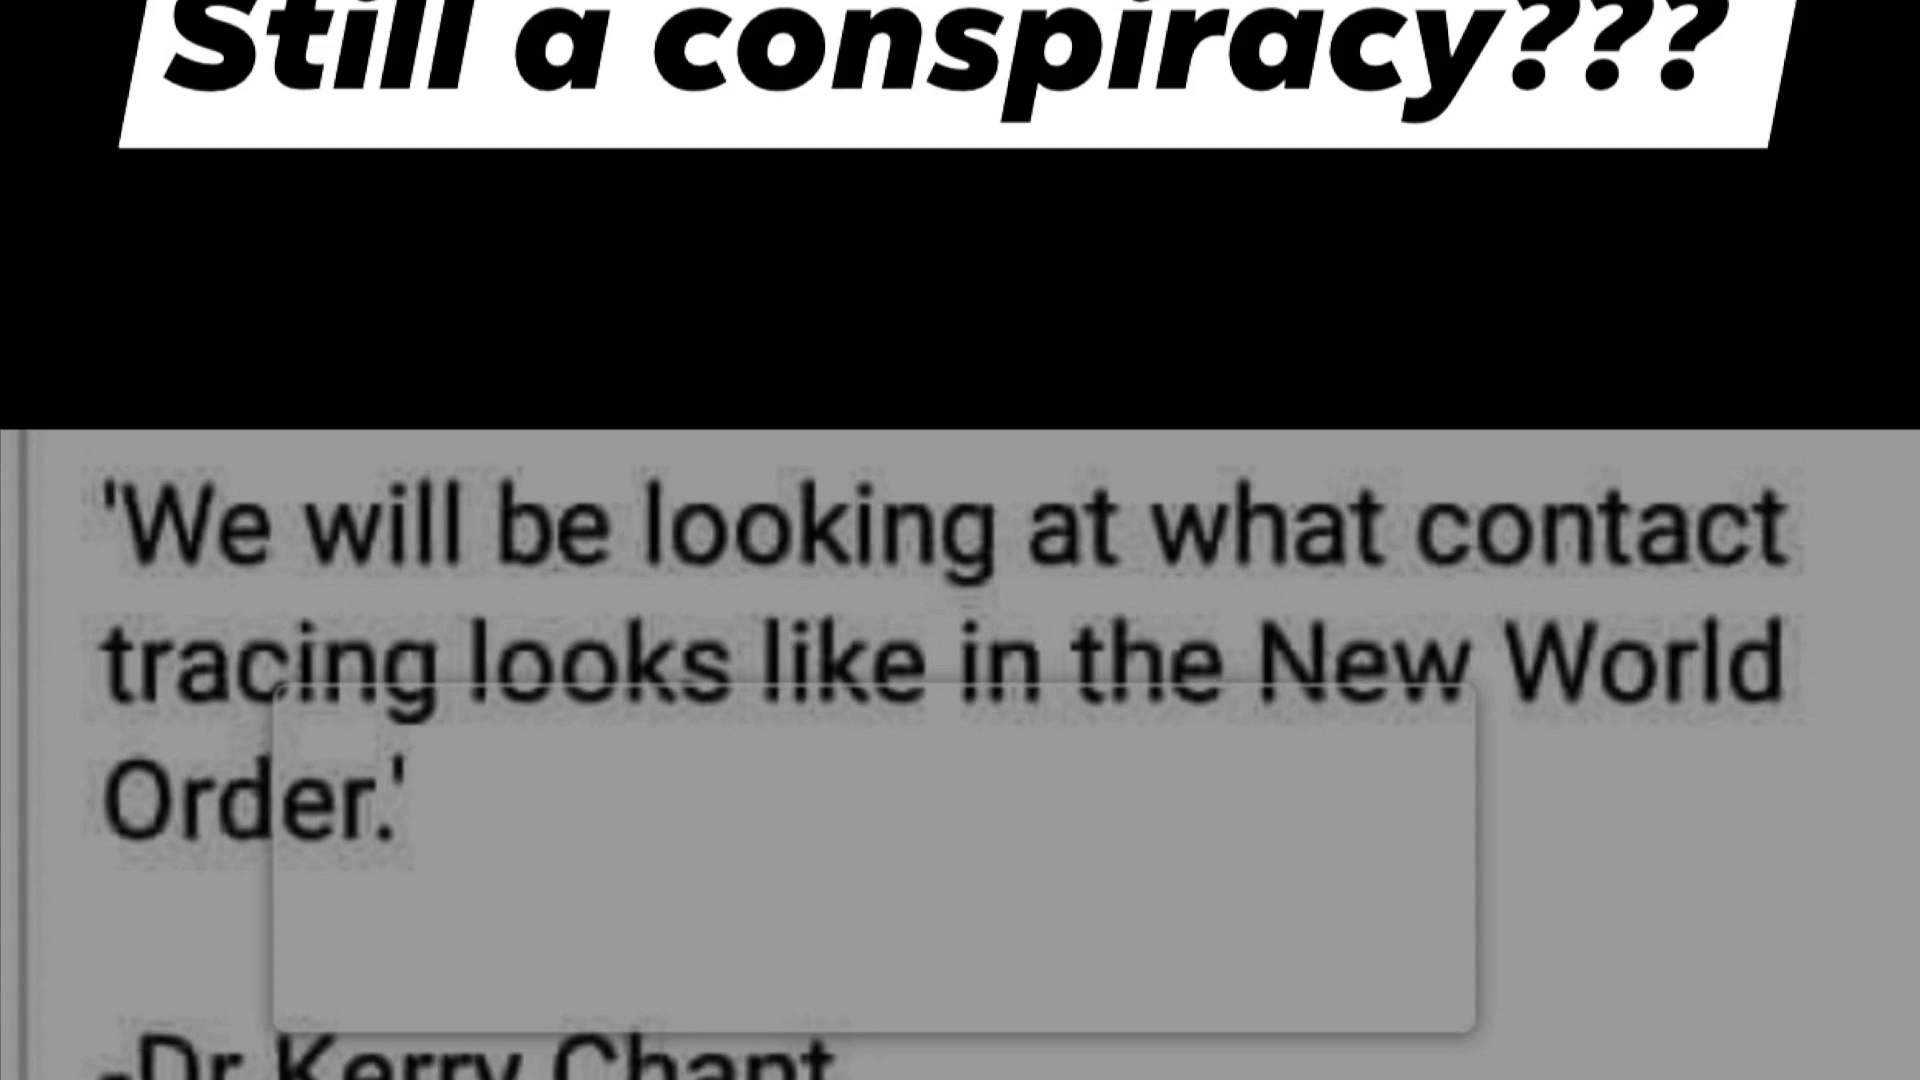 Still a conspiracy???
'We will be looking at what contact
tracing looks like in the New World
Order.'
-Dr Kerry Chant